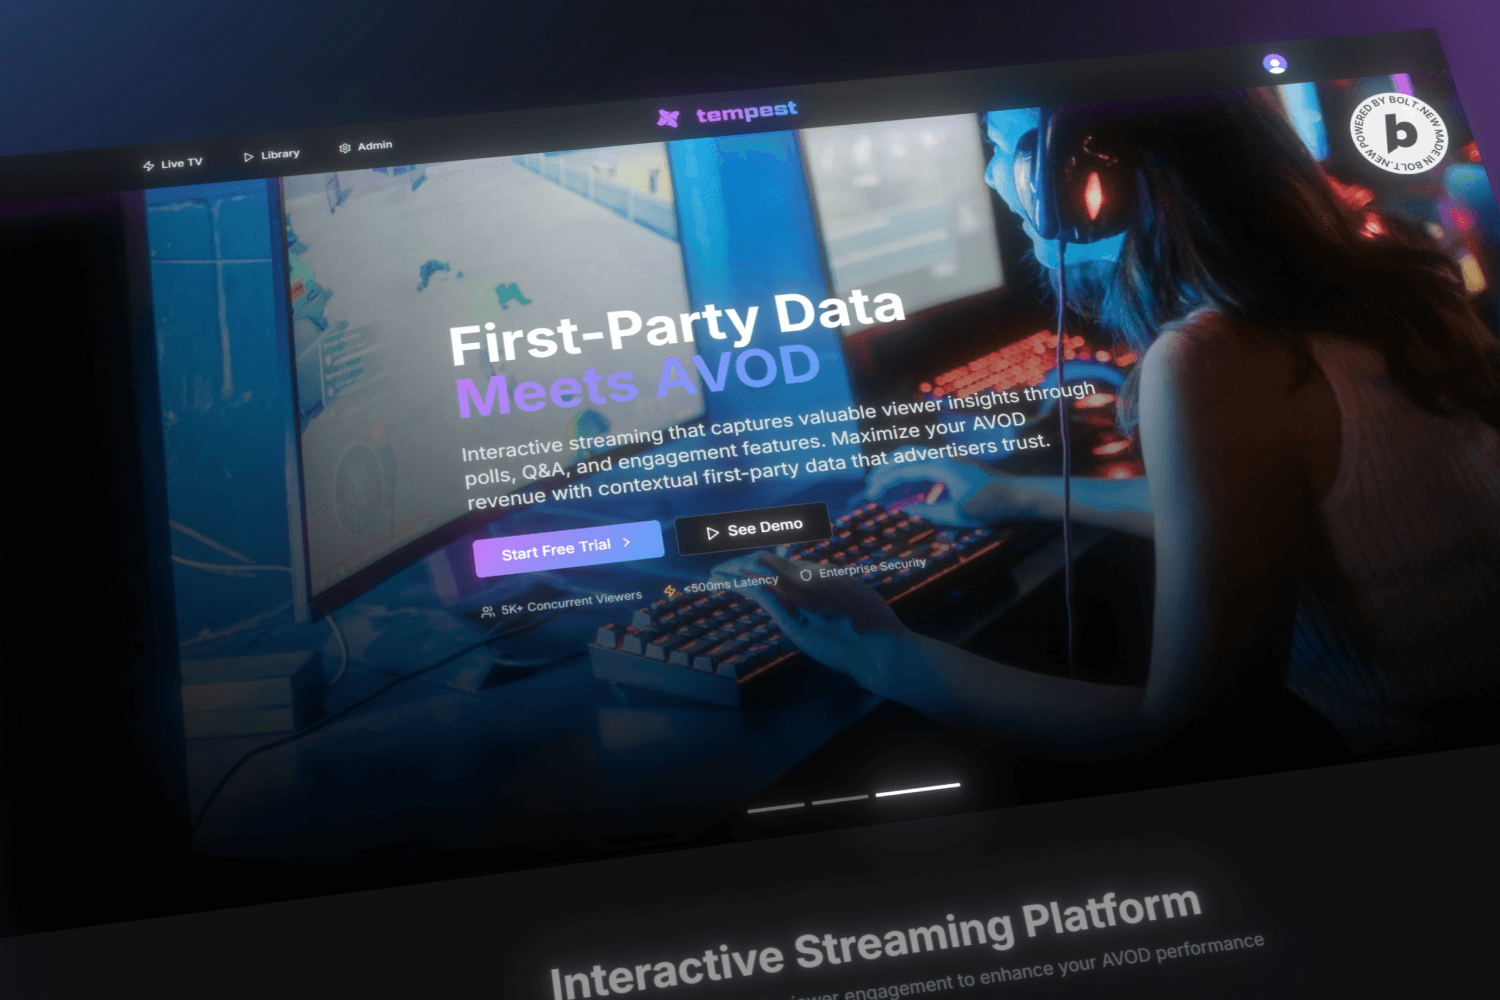 Live TV
Library
Admin
tempest
POWERED BY BOLT.NEW MADE IN BOLT.NEW
b
First-Party Data
Meets AVOD
Interactive streaming that captures valuable viewer insights through
polls, Q&A, and engagement features. Maximize your AVOD
revenue with contextual first-party data that advertisers trust.
Start Free Trial
See Demo
5K+ Concurrent Viewers
<500ms Latency
Enterprise Security
Interactive Streaming Platform
engagement to enhance your AVOD performance